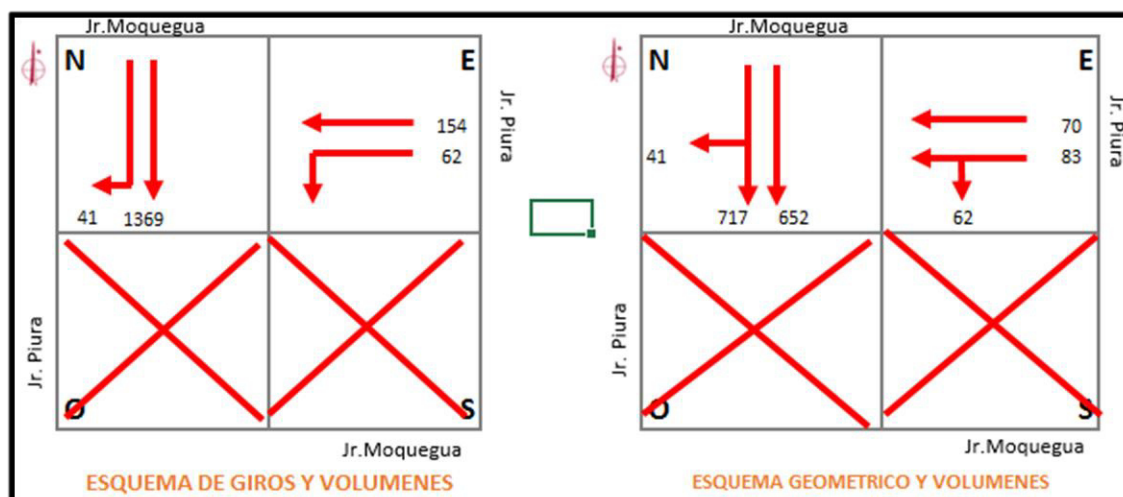 Jr.Moquegua
N
E
Jr. Piura
154
62
41 1369
Jr. Piura
O
S
Jr.Moquegua
ESQUEMA DE GIROS Y VOLUMENES
Jr.Moquegua
N
E
Jr. Piura
70
83
41
717 652
62
Jr. Piura
O
S
Jr.Moquegua
ESQUEMA GEOMETRICO Y VOLUMENES